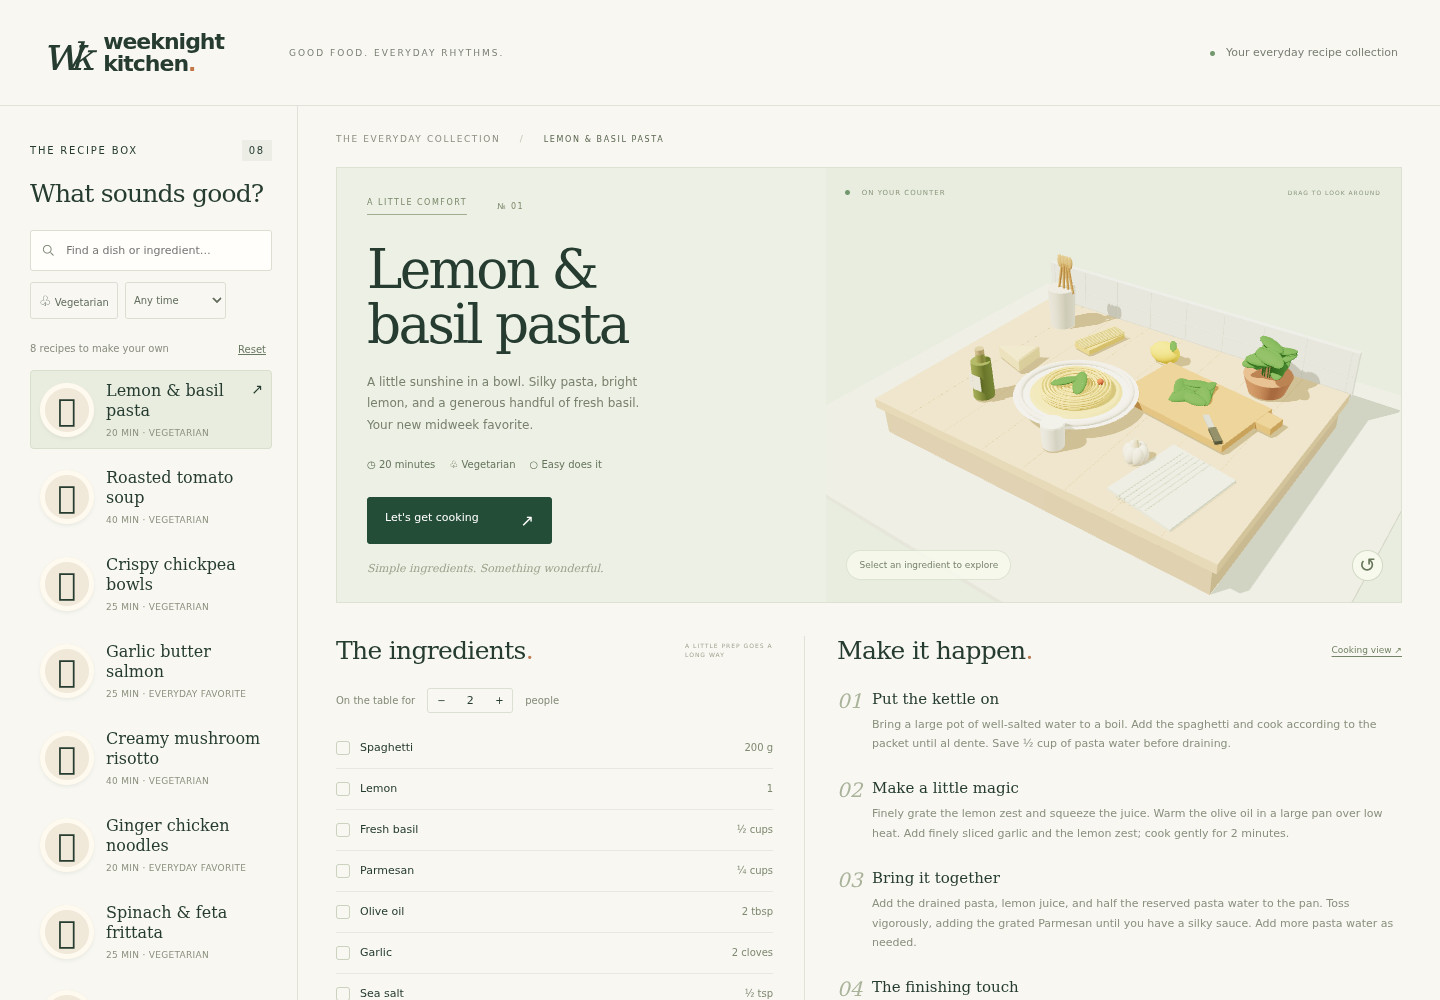 Wk weeknight
kitchen.
GOOD FOOD. EVERYDAY RHYTHMS.
Your everyday recipe collection
THE RECIPE BOX 08
What sounds good?
Find a dish or ingredient...
Vegetarian
Any time
8 recipes to make your own
Reset
Lemon & basil
pasta
↗
20 MIN · VEGETARIAN
Roasted tomato
soup
40 MIN · VEGETARIAN
Crispy chickpea
bowls
25 MIN · VEGETARIAN
Garlic butter
salmon
25 MIN · EVERYDAY FAVORITE
Creamy mushroom
risotto
40 MIN · VEGETARIAN
Ginger chicken
noodles
20 MIN · EVERYDAY FAVORITE
Spinach & feta
frittata
25 MIN · VEGETARIAN
THE EVERYDAY COLLECTION / LEMON & BASIL PASTA
A LITTLE COMFORT
№ 01
Lemon &
basil pasta
A little sunshine in a bowl. Silky pasta, bright
lemon, and a generous handful of fresh basil.
Your new midweek favorite.
20 minutes
Vegetarian
Easy does it
Let's get cooking ↗
Simple ingredients. Something wonderful.
ON YOUR COUNTER
DRAG TO LOOK AROUND
Select an ingredient to explore
↺
The ingredients.
A LITTLE PREP GOES A
LONG WAY
On the table for − 2 + people
Spaghetti 200 g
Lemon 1
Fresh basil ½ cups
Parmesan ¼ cups
Olive oil 2 tbsp
Garlic 2 cloves
Sea salt ½ tsp
Make it happen.
Cooking view ↗
01 Put the kettle on
Bring a large pot of well-salted water to a boil. Add the spaghetti and cook according to the
packet until al dente. Save ½ cup of pasta water before draining.
02 Make a little magic
Finely grate the lemon zest and squeeze the juice. Warm the olive oil in a large pan over low
heat. Add finely sliced garlic and the lemon zest; cook gently for 2 minutes.
03 Bring it together
Add the drained pasta, lemon juice, and half the reserved pasta water to the pan. Toss
vigorously, adding the grated Parmesan until you have a silky sauce. Add more pasta water as
needed.
04 The finishing touch